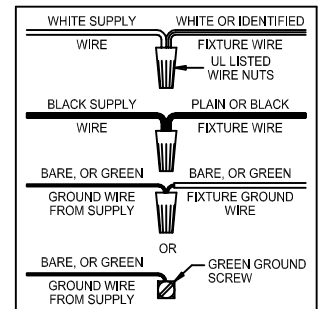 WHITE SUPPLY WIRE
WHITE OR IDENTIFIED FIXTURE WIRE
UL LISTED
WIRE NUTS
BLACK SUPPLY WIRE
PLAIN OR BLACK FIXTURE WIRE
BARE, OR GREEN
GROUND WIRE
FROM SUPPLY
BARE, OR GREEN
FIXTURE GROUND
WIRE
OR
BARE, OR GREEN
GROUND WIRE
FROM SUPPLY
GREEN GROUND
SCREW